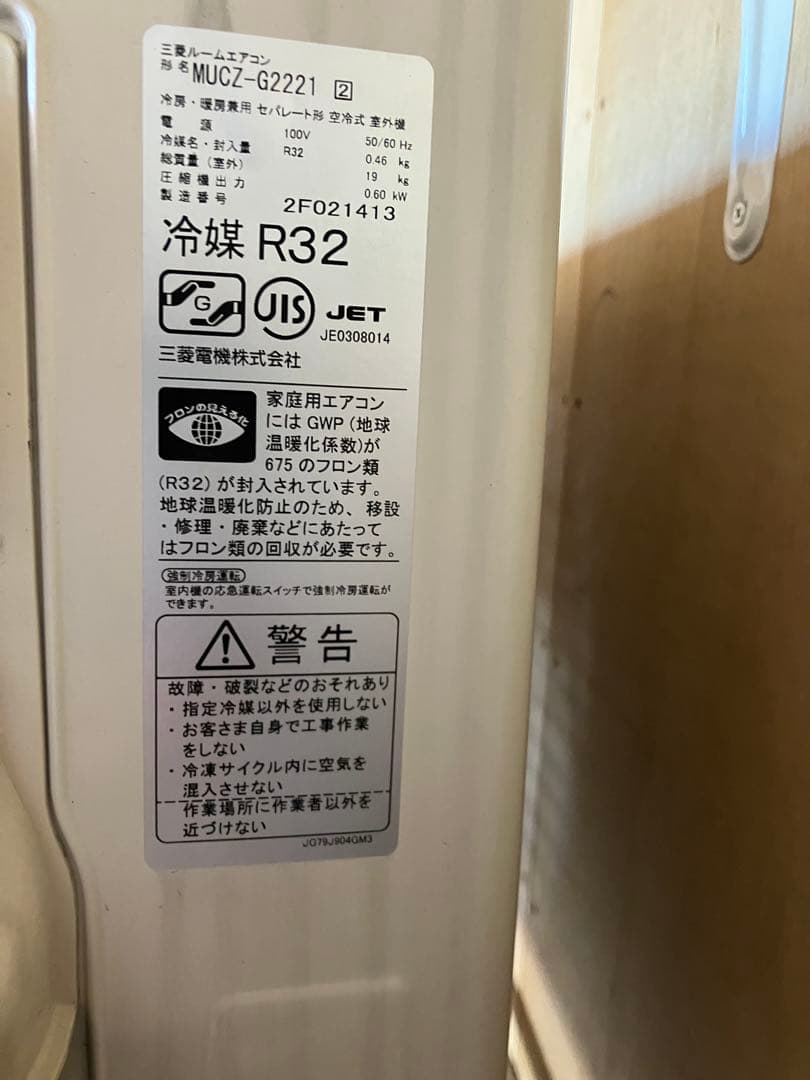 三菱ルームエアコン
形名 MUCZ-G2221 2
冷房・暖房兼用 セパレート形 空冷式 室外機
電源 100V 50/60 Hz
冷媒名・封入量 R32 0.46 kg
総質量(室外) 19 kg
圧縮機出力 0.60 kW
製造番号 2F021413
冷媒 R32
G JIS JET
JE0308014
三菱電機株式会社
フロンの見える化
家庭用エアコン
には GWP (地球
温暖化係数)が
675 のフロン類
(R32) が封入されています。
地球温暖化防止のため、移設
・修理・廃棄などにあたって
はフロン類の回収が必要です。
強制冷房運転
室内機の応急運転スイッチで強制冷房運転が
できます。
警告
故障・破裂などのおそれあり
・指定冷媒以外を使用しない
・お客さま自身で工事作業
をしない
・冷凍サイクル内に空気を
混入させない
作業場所に作業者以外を
近づけない
JG79J904GM3